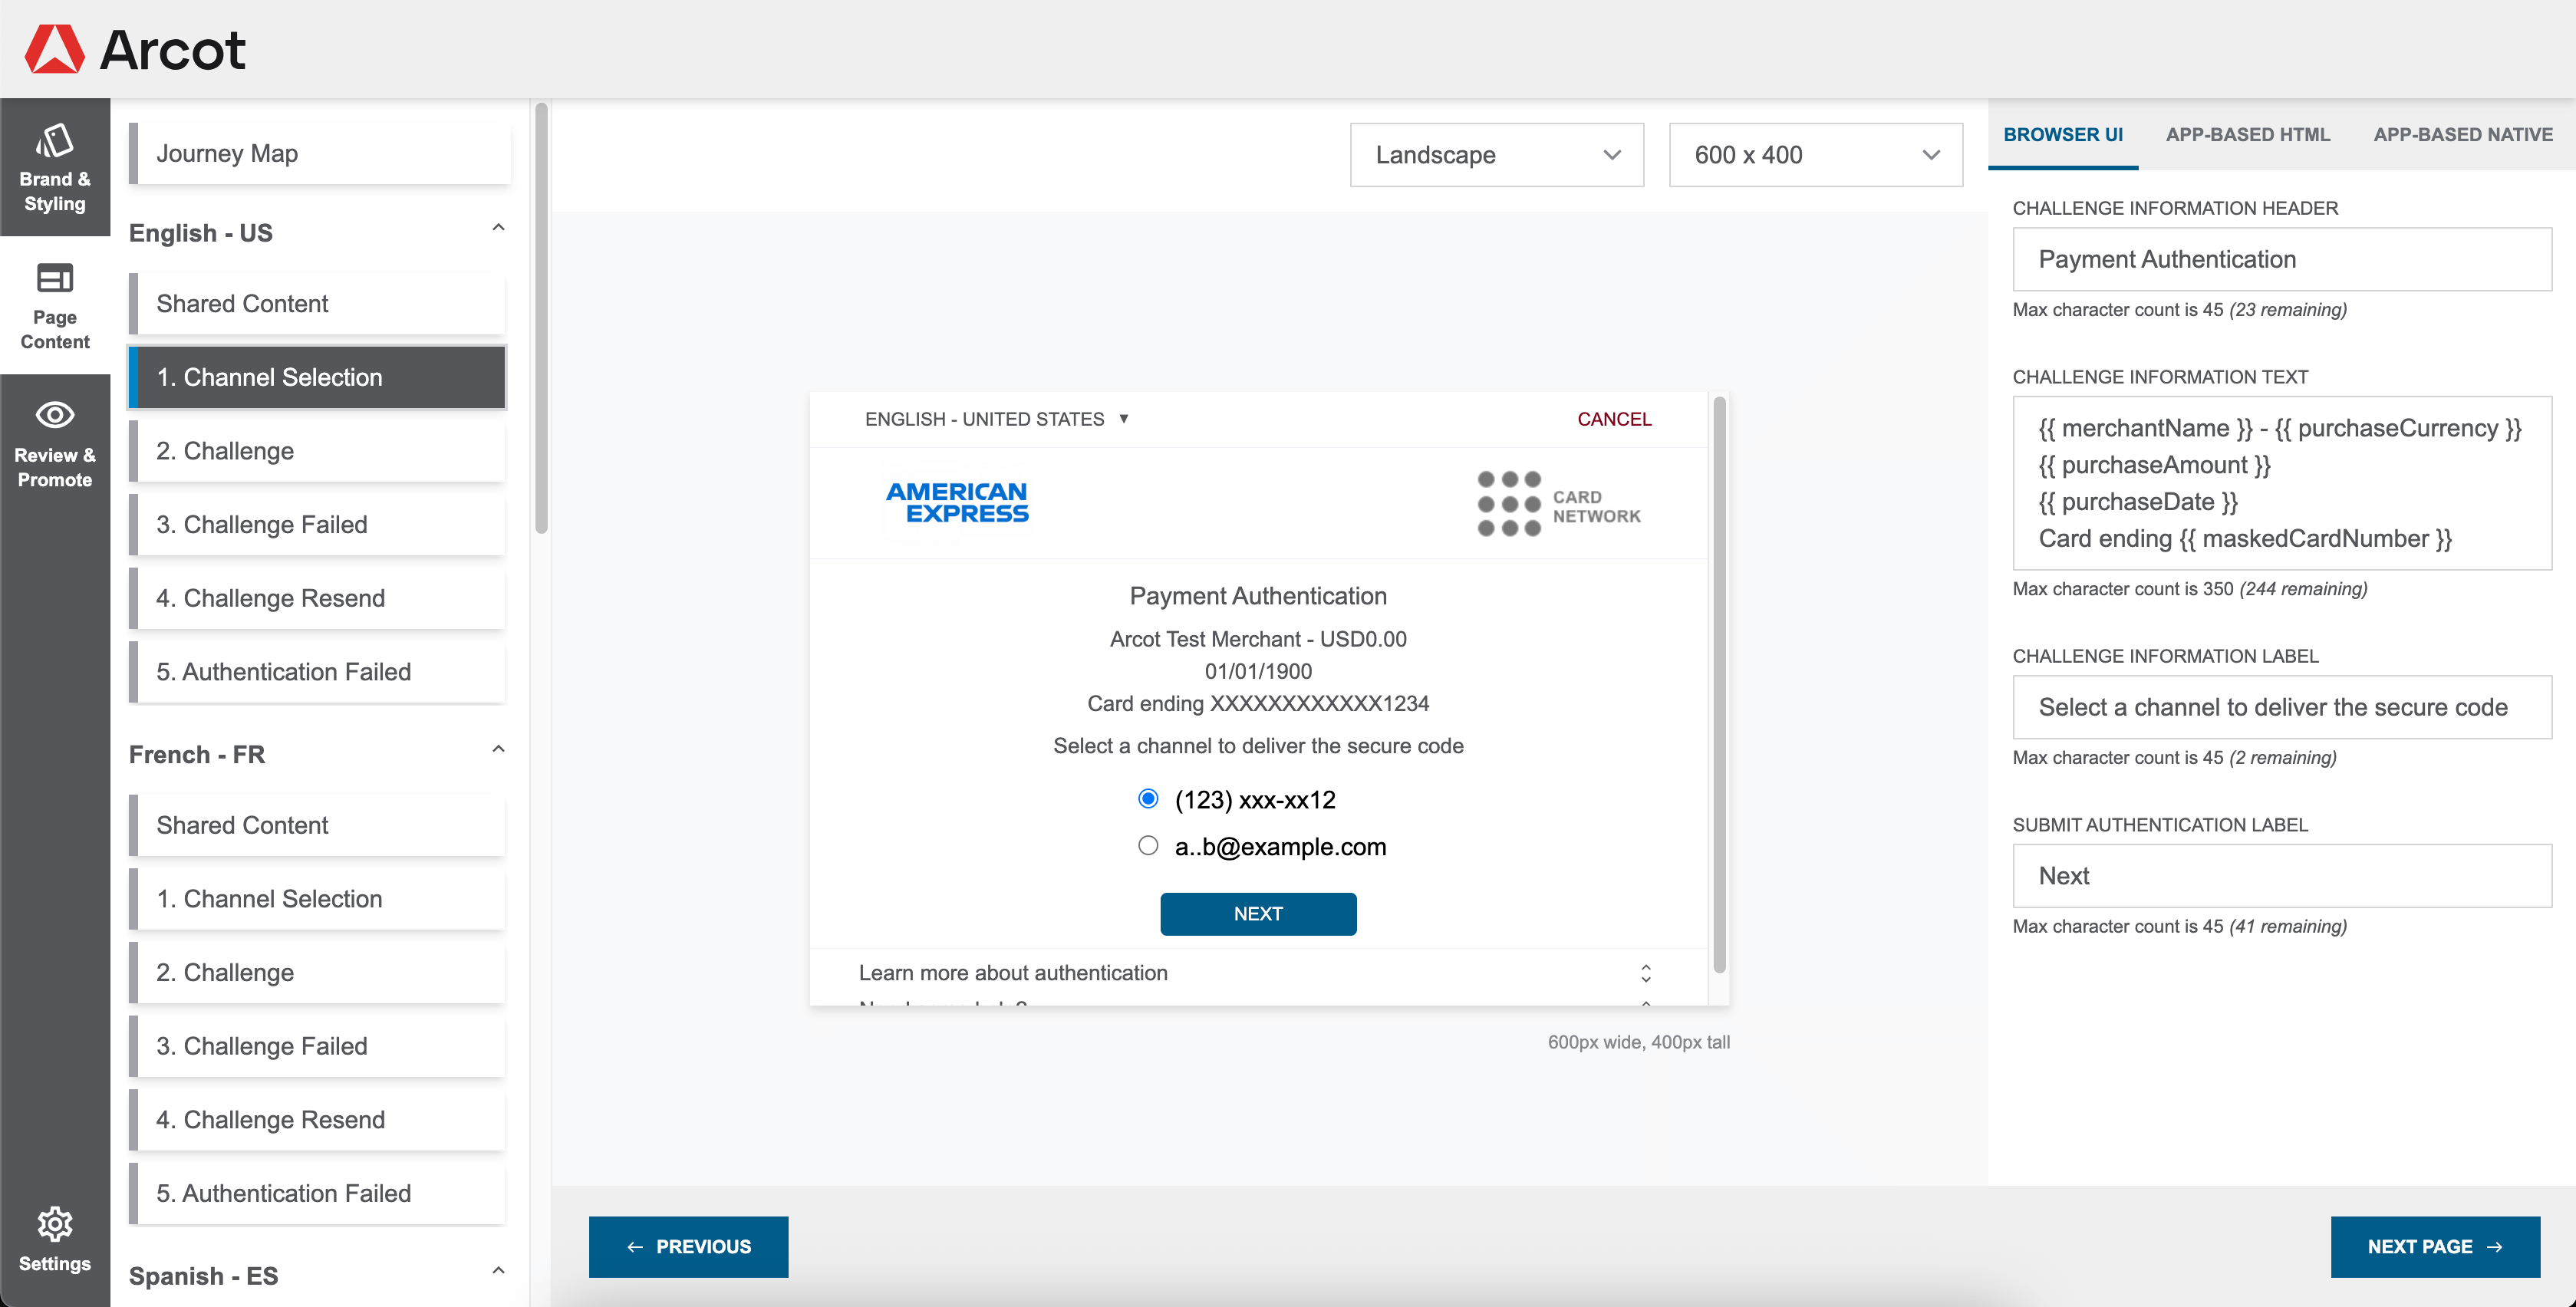 Arcot
Brand &
Styling
Page
Content
Review &
Promote
Settings
Journey Map
English - US
Shared Content
1. Channel Selection
2. Challenge
3. Challenge Failed
4. Challenge Resend
5. Authentication Failed
French - FR
Shared Content
1. Channel Selection
2. Challenge
3. Challenge Failed
4. Challenge Resend
5. Authentication Failed
Spanish - ES
Landscape
600 x 400
ENGLISH - UNITED STATES ▼
CANCEL
AMERICAN
EXPRESS
CARD
NETWORK
Payment Authentication
Arcot Test Merchant - USD0.00
01/01/1900
Card ending XXXXXXXXXXXX1234
Select a channel to deliver the secure code
(123) xxx-xx12
a..b@example.com
NEXT
Learn more about authentication
600px wide, 400px tall
← PREVIOUS
NEXT PAGE →
BROWSER UI
APP-BASED HTML
APP-BASED NATIVE
CHALLENGE INFORMATION HEADER
Payment Authentication
Max character count is 45 (23 remaining)
CHALLENGE INFORMATION TEXT
{{ merchantName }} - {{ purchaseCurrency }}
{{ purchaseAmount }}
{{ purchaseDate }}
Card ending {{ maskedCardNumber }}
Max character count is 350 (244 remaining)
CHALLENGE INFORMATION LABEL
Select a channel to deliver the secure code
Max character count is 45 (2 remaining)
SUBMIT AUTHENTICATION LABEL
Next
Max character count is 45 (41 remaining)